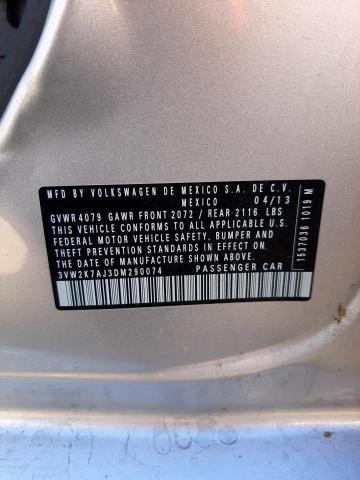 MFD BY VOLKSWAGEN DE MEXICO S.A. DE C.V.
MEXICO 04/13
GVWR 4079 GAWR FRONT 2072 / REAR 2116 LBS
THIS VEHICLE CONFORMS TO ALL APPLICABLE U.S.
FEDERAL MOTOR VEHICLE SAFETY, BUMPER AND
THEFT PREVENTION STANDARDS IN EFFECT ON THE
DATE OF MANUFACTURE SHOWN ABOVE.
3VW2K7AJ3DM290074 PASSENGER CAR
1537036 1019 M